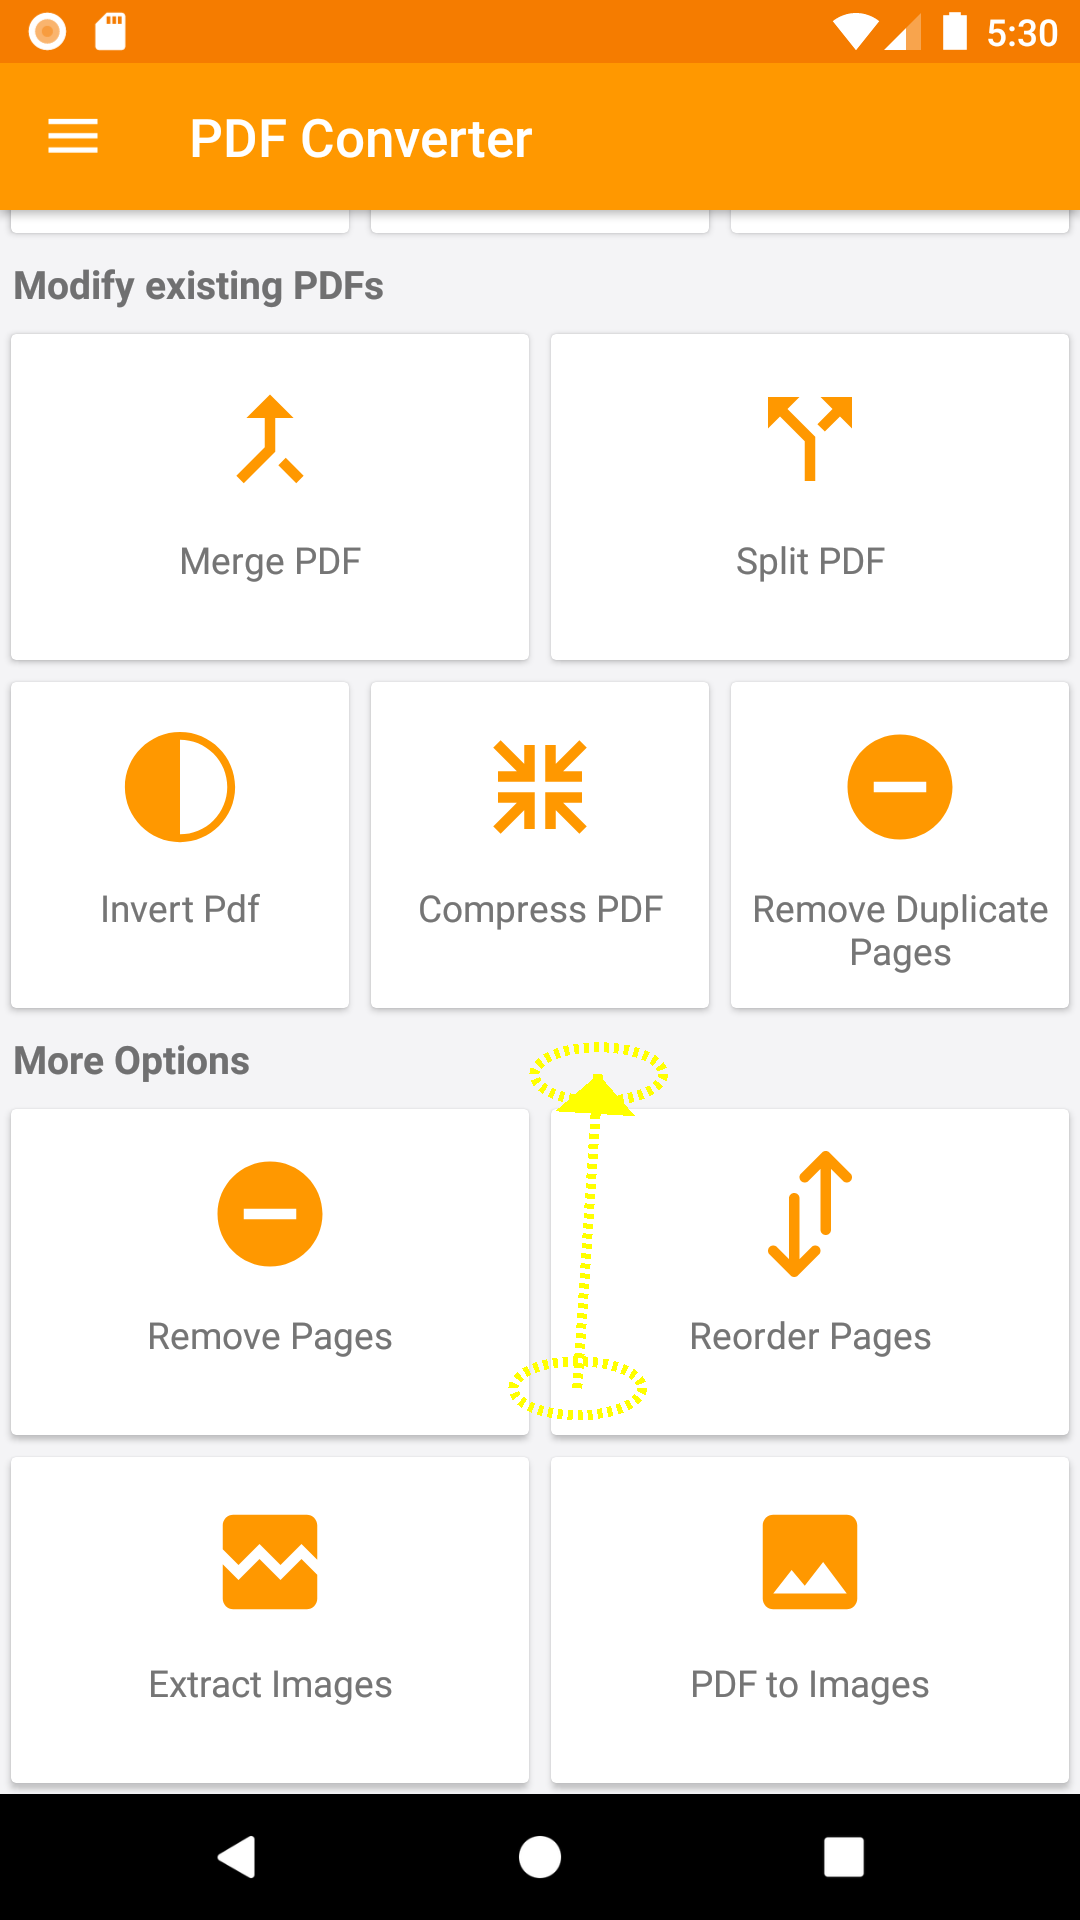 5:30
PDF Converter
Modify existing PDFs
Merge PDF
Split PDF
Invert Pdf
Compress PDF
Remove Duplicate
Pages
More Options
Remove Pages
Reorder Pages
Extract Images
PDF to Images